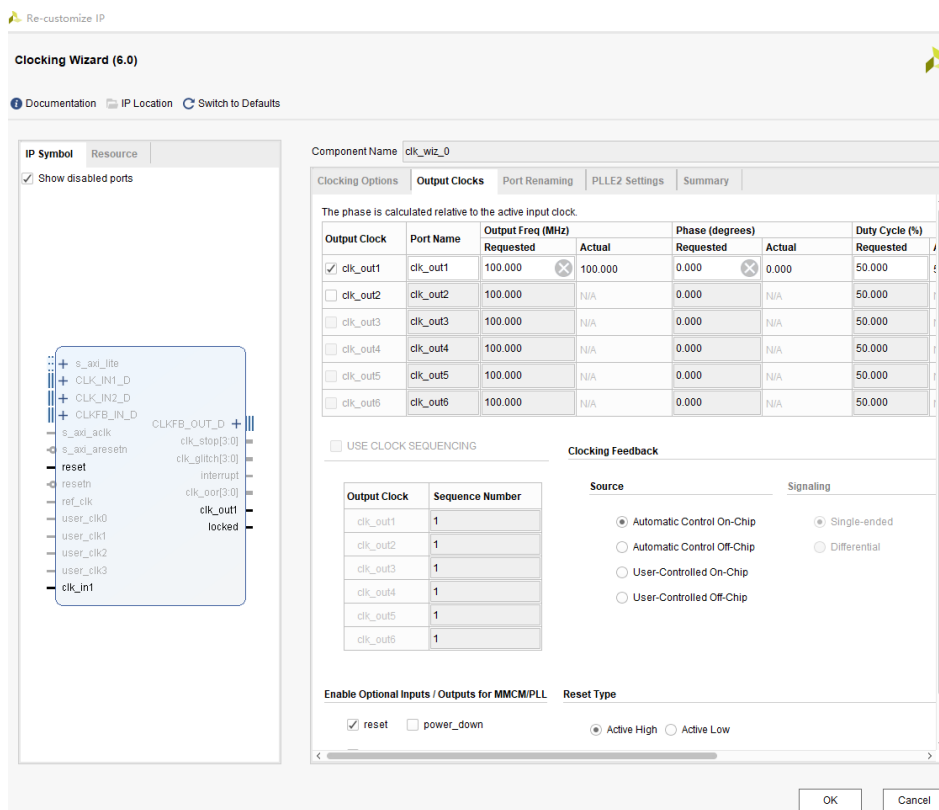 Re-customize IP
Clocking Wizard (6.0)
Documentation IP Location Switch to Defaults
IP Symbol Resource
Show disabled ports
s_axi_lite
CLK_IN1_D
CLK_IN2_D
CLKFB_IN_D
s_axi_aclk
s_axi_aresetn
reset
resetn
ref_clk
user_clk0
user_clk1
user_clk2
user_clk3
clk_in1
CLKFB_OUT_D
clk_stop[3:0]
clk_glitch[3:0]
interrupt
clk_oor[3:0]
clk_out1
locked
Component Name clk_wiz_0
Clocking Options Output Clocks Port Renaming PLLE2 Settings Summary
The phase is calculated relative to the active input clock.
Output Clock Port Name Output Freq (MHz) Phase (degrees) Duty Cycle (%)
Requested Actual Requested Actual Requested
clk_out1 clk_out1 100.000 100.000 0.000 0.000 50.000
clk_out2 clk_out2 100.000 N/A 0.000 N/A 50.000
clk_out3 clk_out3 100.000 N/A 0.000 N/A 50.000
clk_out4 clk_out4 100.000 N/A 0.000 N/A 50.000
clk_out5 clk_out5 100.000 N/A 0.000 N/A 50.000
clk_out6 clk_out6 100.000 N/A 0.000 N/A 50.000
USE CLOCK SEQUENCING
Output Clock Sequence Number
clk_out1 1
clk_out2 1
clk_out3 1
clk_out4 1
clk_out5 1
clk_out6 1
Clocking Feedback
Source Signaling
Automatic Control On-Chip Single-ended
Automatic Control Off-Chip Differential
User-Controlled On-Chip
User-Controlled Off-Chip
Enable Optional Inputs / Outputs for MMCM/PLL Reset Type
reset power_down Active High Active Low
OK Cancel